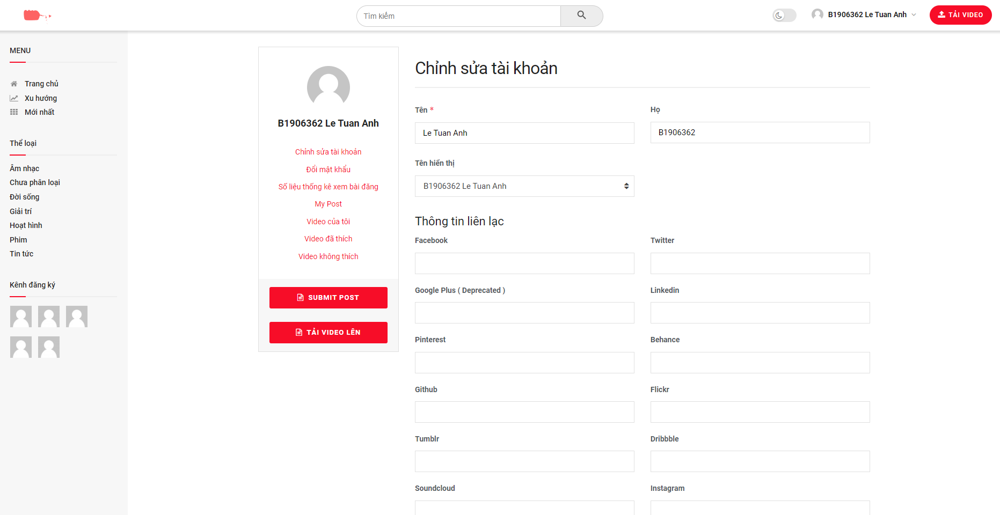 Tìm kiếm
B1906362 Le Tuan Anh
TẢI VIDEO
MENU
Trang chủ
Xu hướng
Mới nhất
Thể loại
Âm nhạc
Chưa phân loại
Đời sống
Giải trí
Hoạt hình
Phim
Tin tức
Kênh đăng ký
B1906362 Le Tuan Anh
Chỉnh sửa tài khoản
Đổi mật khẩu
Số liệu thống kê xem bài đăng
My Post
Video của tôi
Video đã thích
Video không thích
SUBMIT POST
TẢI VIDEO LÊN
Chỉnh sửa tài khoản
Tên *
Họ
Le Tuan Anh
B1906362
Tên hiển thị
B1906362 Le Tuan Anh
Thông tin liên lạc
Facebook
Twitter
Google Plus ( Deprecated )
Linkedin
Pinterest
Behance
Github
Flickr
Tumblr
Dribbble
Soundcloud
Instagram